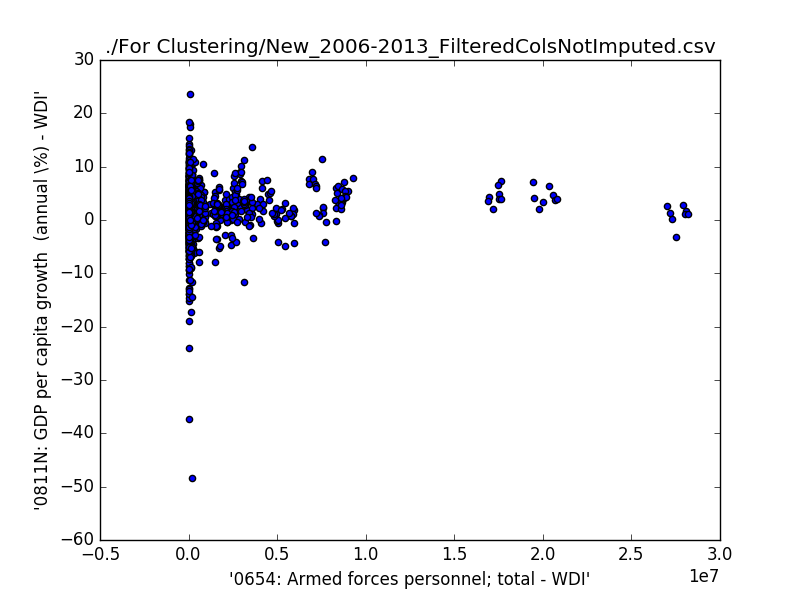 ./For Clustering/New_2006-2013_FilteredColsNotImputed.csv
30
20
10
0
−10
−20
−30
−40
−50
−60
'0811N: GDP per capita growth  (annual \%) - WDI'
−0.5 0.0 0.5 1.0 1.5 2.0 2.5 3.0
1e7
'0654: Armed forces personnel; total - WDI'